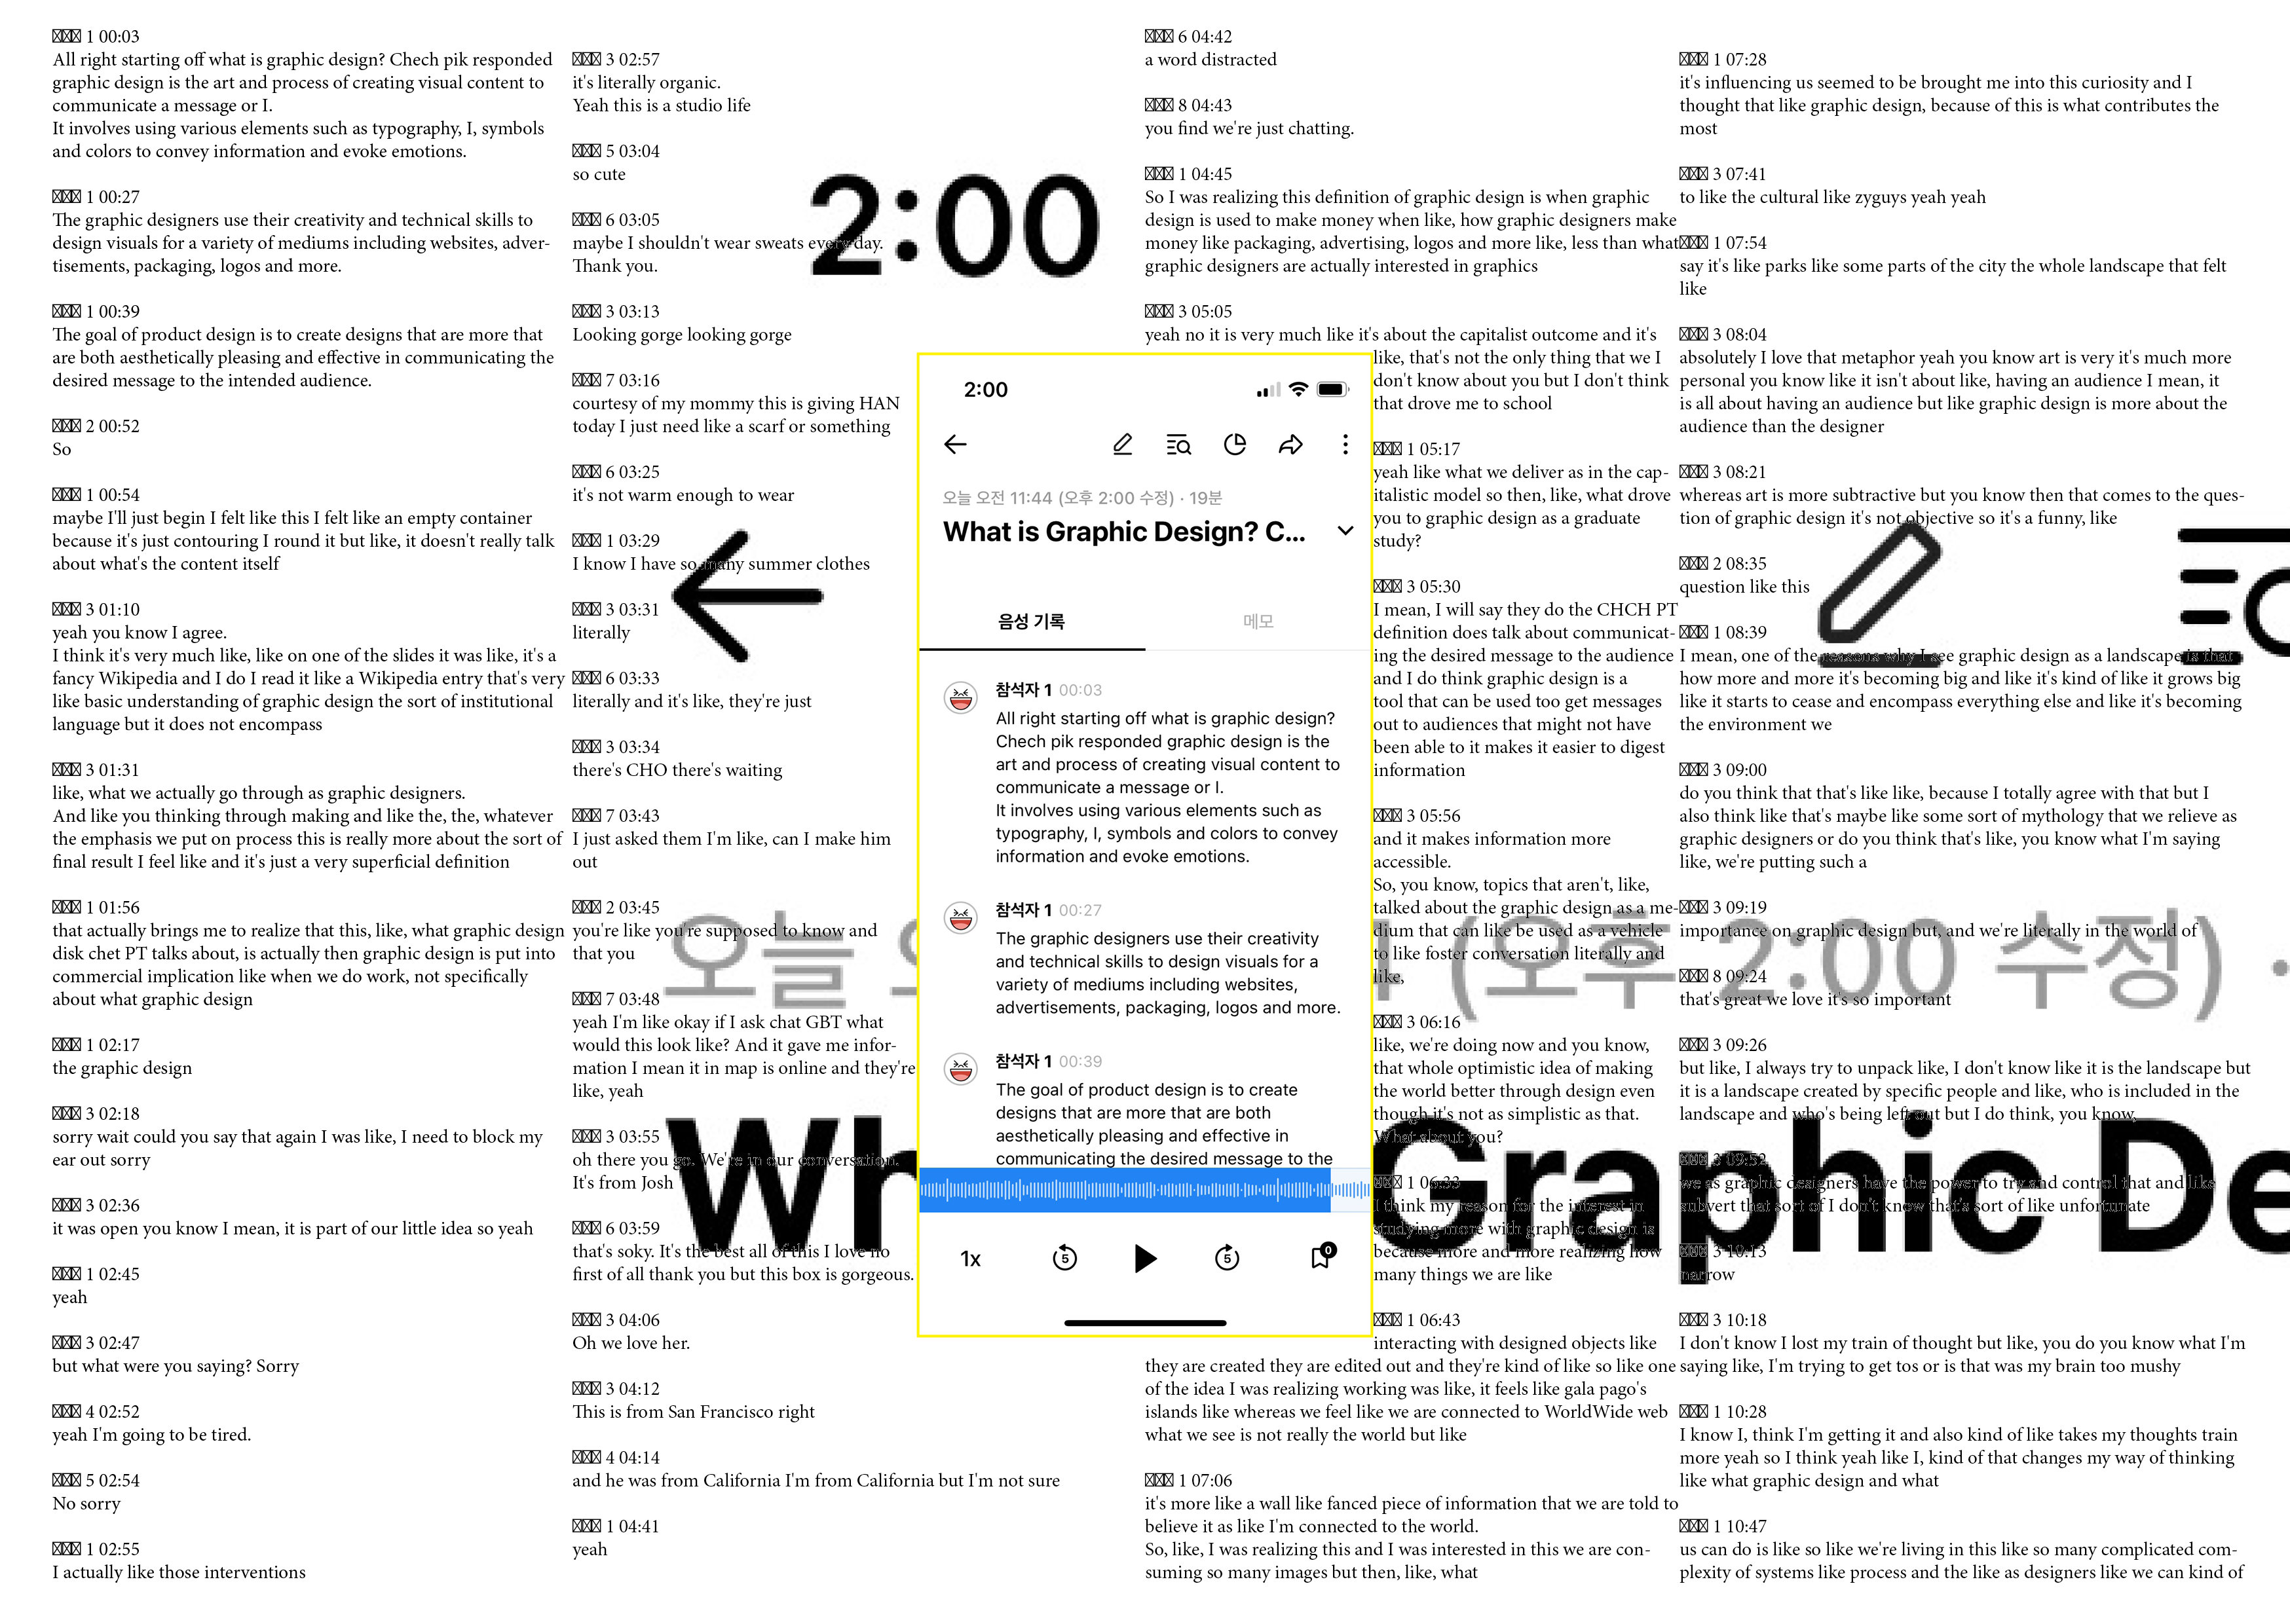 ☒☒☒ 1 00:03
All right starting off what is graphic design? Chech pik responded
graphic design is the art and process of creating visual content to
communicate a message or I.
It involves using various elements such as typography, I, symbols
and colors to convey information and evoke emotions.
☒☒☒ 1 00:27
The graphic designers use their creativity and technical skills to
design visuals for a variety of mediums including websites, adver-
tisements, packaging, logos and more.
☒☒☒ 1 00:39
The goal of product design is to create designs that are more that
are both aesthetically pleasing and effective in communicating the
desired message to the intended audience.
☒☒☒ 2 00:52
So
☒☒☒ 1 00:54
maybe I'll just begin I felt like this I felt like an empty container
because it's just contouring I round it but like, it doesn't really talk
about what's the content itself
☒☒☒ 3 01:10
yeah you know I agree.
I think it's very much like, like on one of the slides it was like, it's a
fancy Wikipedia and I do I read it like a Wikipedia entry that's very
like basic understanding of graphic design the sort of institutional
language but it does not encompass
☒☒☒ 3 01:31
like, what we actually go through as graphic designers.
And like you thinking through making and like the, the, whatever
the emphasis we put on process this is really more about the sort of
final result I feel like and it's just a very superficial definition
☒☒☒ 1 01:56
that actually brings me to realize that this, like, what graphic design
disk chet PT talks about, is actually then graphic design is put into
commercial implication like when we do work, not specifically
about what graphic design
☒☒☒ 1 02:17
the graphic design
☒☒☒ 3 02:18
sorry wait could you say that again I was like, I need to block my
ear out sorry
☒☒☒ 3 02:36
it was open you know I mean, it is part of our little idea so yeah
☒☒☒ 1 02:45
yeah
☒☒☒ 3 02:47
but what were you saying? Sorry
☒☒☒ 4 02:52
yeah I'm going to be tired.
☒☒☒ 5 02:54
No sorry
☒☒☒ 1 02:55
I actually like those interventions
☒☒☒ 3 02:57
it's literally organic.
Yeah this is a studio life
☒☒☒ 5 03:04
so cute
☒☒☒ 6 03:05
maybe I shouldn't wear sweats every day.
Thank you.
☒☒☒ 3 03:13
Looking gorge looking gorge
☒☒☒ 7 03:16
courtesy of my mommy this is giving HAN
today I just need like a scarf or something
☒☒☒ 6 03:25
it's not warm enough to wear
☒☒☒ 1 03:29
I know I have so many summer clothes
☒☒☒ 3 03:31
literally
☒☒☒ 6 03:33
literally and it's like, they're just
☒☒☒ 3 03:34
there's CHO there's waiting
☒☒☒ 7 03:43
I just asked them I'm like, can I make him
out
☒☒☒ 2 03:45
you're like you're supposed to know and
that you
☒☒☒ 7 03:48
yeah I'm like okay if I ask chat GBT what
would this look like? And it gave me infor-
mation I mean it in map is online and they're
like, yeah
☒☒☒ 3 03:55
oh there you go. We're in our conversation.
It's from Josh
☒☒☒ 6 03:59
that's soky. It's the best all of this I love no
first of all thank you but this box is gorgeous.
☒☒☒ 3 04:06
Oh we love her.
☒☒☒ 3 04:12
This is from San Francisco right
☒☒☒ 4 04:14
and he was from California I'm from California but I'm not sure
☒☒☒ 1 04:41
yeah
2:00
오늘
(오후 2:00 수정) ·
Wh
Graphic De
2:00
오늘 오전 11:44 (오후 2:00 수정) · 19분
What is Graphic Design? C...
음성 기록
메모
참석자 1 00:03
All right starting off what is graphic design?
Chech pik responded graphic design is the
art and process of creating visual content to
communicate a message or I.
It involves using various elements such as
typography, I, symbols and colors to convey
information and evoke emotions.
참석자 1 00:27
The graphic designers use their creativity
and technical skills to design visuals for a
variety of mediums including websites,
advertisements, packaging, logos and more.
참석자 1 00:39
The goal of product design is to create
designs that are more that are both
aesthetically pleasing and effective in
communicating the desired message to the
1x
5
5
0
☒☒☒ 6 04:42
a word distracted
☒☒☒ 8 04:43
you find we're just chatting.
☒☒☒ 1 04:45
So I was realizing this definition of graphic design is when graphic
design is used to make money when like, how graphic designers make
money like packaging, advertising, logos and more like, less than what
graphic designers are actually interested in graphics
☒☒☒ 3 05:05
yeah no it is very much like it's about the capitalist outcome and it's
like, that's not the only thing that we I
don't know about you but I don't think
that drove me to school
☒☒☒ 1 05:17
yeah like what we deliver as in the cap-
italistic model so then, like, what drove
you to graphic design as a graduate
study?
☒☒☒ 3 05:30
I mean, I will say they do the CHCH PT
definition does talk about communicat-
ing the desired message to the audience
and I do think graphic design is a
tool that can be used too get messages
out to audiences that might not have
been able to it makes it easier to digest
information
☒☒☒ 3 05:56
and it makes information more
accessible.
So, you know, topics that aren't, like,
talked about the graphic design as a me-
dium that can like be used as a vehicle
to like foster conversation literally and
like,
☒☒☒ 3 06:16
like, we're doing now and you know,
that whole optimistic idea of making
the world better through design even
though it's not as simplistic as that.
What about you?
☒☒☒ 1 06:33
I think my reason for the interest in
studying more with graphic design is
because more and more realizing how
many things we are like
☒☒☒ 1 06:43
interacting with designed objects like
they are created they are edited out and they're kind of like so like one
of the idea I was realizing working was like, it feels like gala pago's
islands like whereas we feel like we are connected to WorldWide web
what we see is not really the world but like
☒☒☒ 1 07:06
it's more like a wall like fanced piece of information that we are told to
believe it as like I'm connected to the world.
So, like, I was realizing this and I was interested in this we are con-
suming so many images but then, like, what
☒☒☒ 1 07:28
it's influencing us seemed to be brought me into this curiosity and I
thought that like graphic design, because of this is what contributes the
most
☒☒☒ 3 07:41
to like the cultural like zyguys yeah yeah
☒☒☒ 1 07:54
say it's like parks like some parts of the city the whole landscape that felt
like
☒☒☒ 3 08:04
absolutely I love that metaphor yeah you know art is very it's much more
personal you know like it isn't about like, having an audience I mean, it
is all about having an audience but like graphic design is more about the
audience than the designer
☒☒☒ 3 08:21
whereas art is more subtractive but you know then that comes to the ques-
tion of graphic design it's not objective so it's a funny, like
☒☒☒ 2 08:35
question like this
☒☒☒ 1 08:39
I mean, one of the reasons why I see graphic design as a landscape is that
how more and more it's becoming big and like it's kind of like it grows big
like it starts to cease and encompass everything else and like it's becoming
the environment we
☒☒☒ 3 09:00
do you think that that's like like, because I totally agree with that but I
also think like that's maybe like some sort of mythology that we relieve as
graphic designers or do you think that's like, you know what I'm saying
like, we're putting such a
☒☒☒ 3 09:19
importance on graphic design but, and we're literally in the world of
☒☒☒ 8 09:24
that's great we love it's so important
☒☒☒ 3 09:26
but like, I always try to unpack like, I don't know like it is the landscape but
it is a landscape created by specific people and like, who is included in the
landscape and who's being left out but I do think, you know,
☒☒☒ 3 09:52
we as graphic designers have the power to try and control that and like
subvert that sort of I don't know that's sort of like unfortunate
☒☒☒ 3 10:13
narrow
☒☒☒ 3 10:18
I don't know I lost my train of thought but like, you do you know what I'm
saying like, I'm trying to get tos or is that was my brain too mushy
☒☒☒ 1 10:28
I know I, think I'm getting it and also kind of like takes my thoughts train
more yeah so I think yeah like I, kind of that changes my way of thinking
like what graphic design and what
☒☒☒ 1 10:47
us can do is like so like we're living in this like so many complicated com-
plexity of systems like process and the like as designers like we can kind of